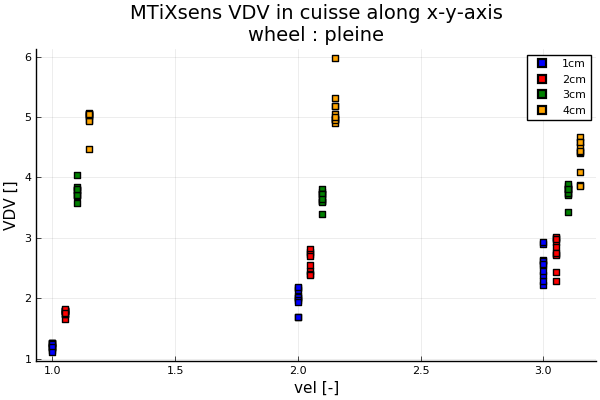 MTiXsens VDV in cuisse along x-y-axis
wheel : pleine
6
5
4
3
2
1
VDV []
1cm
2cm
3cm
4cm
1.0
1.5
2.0
2.5
3.0
vel [-]